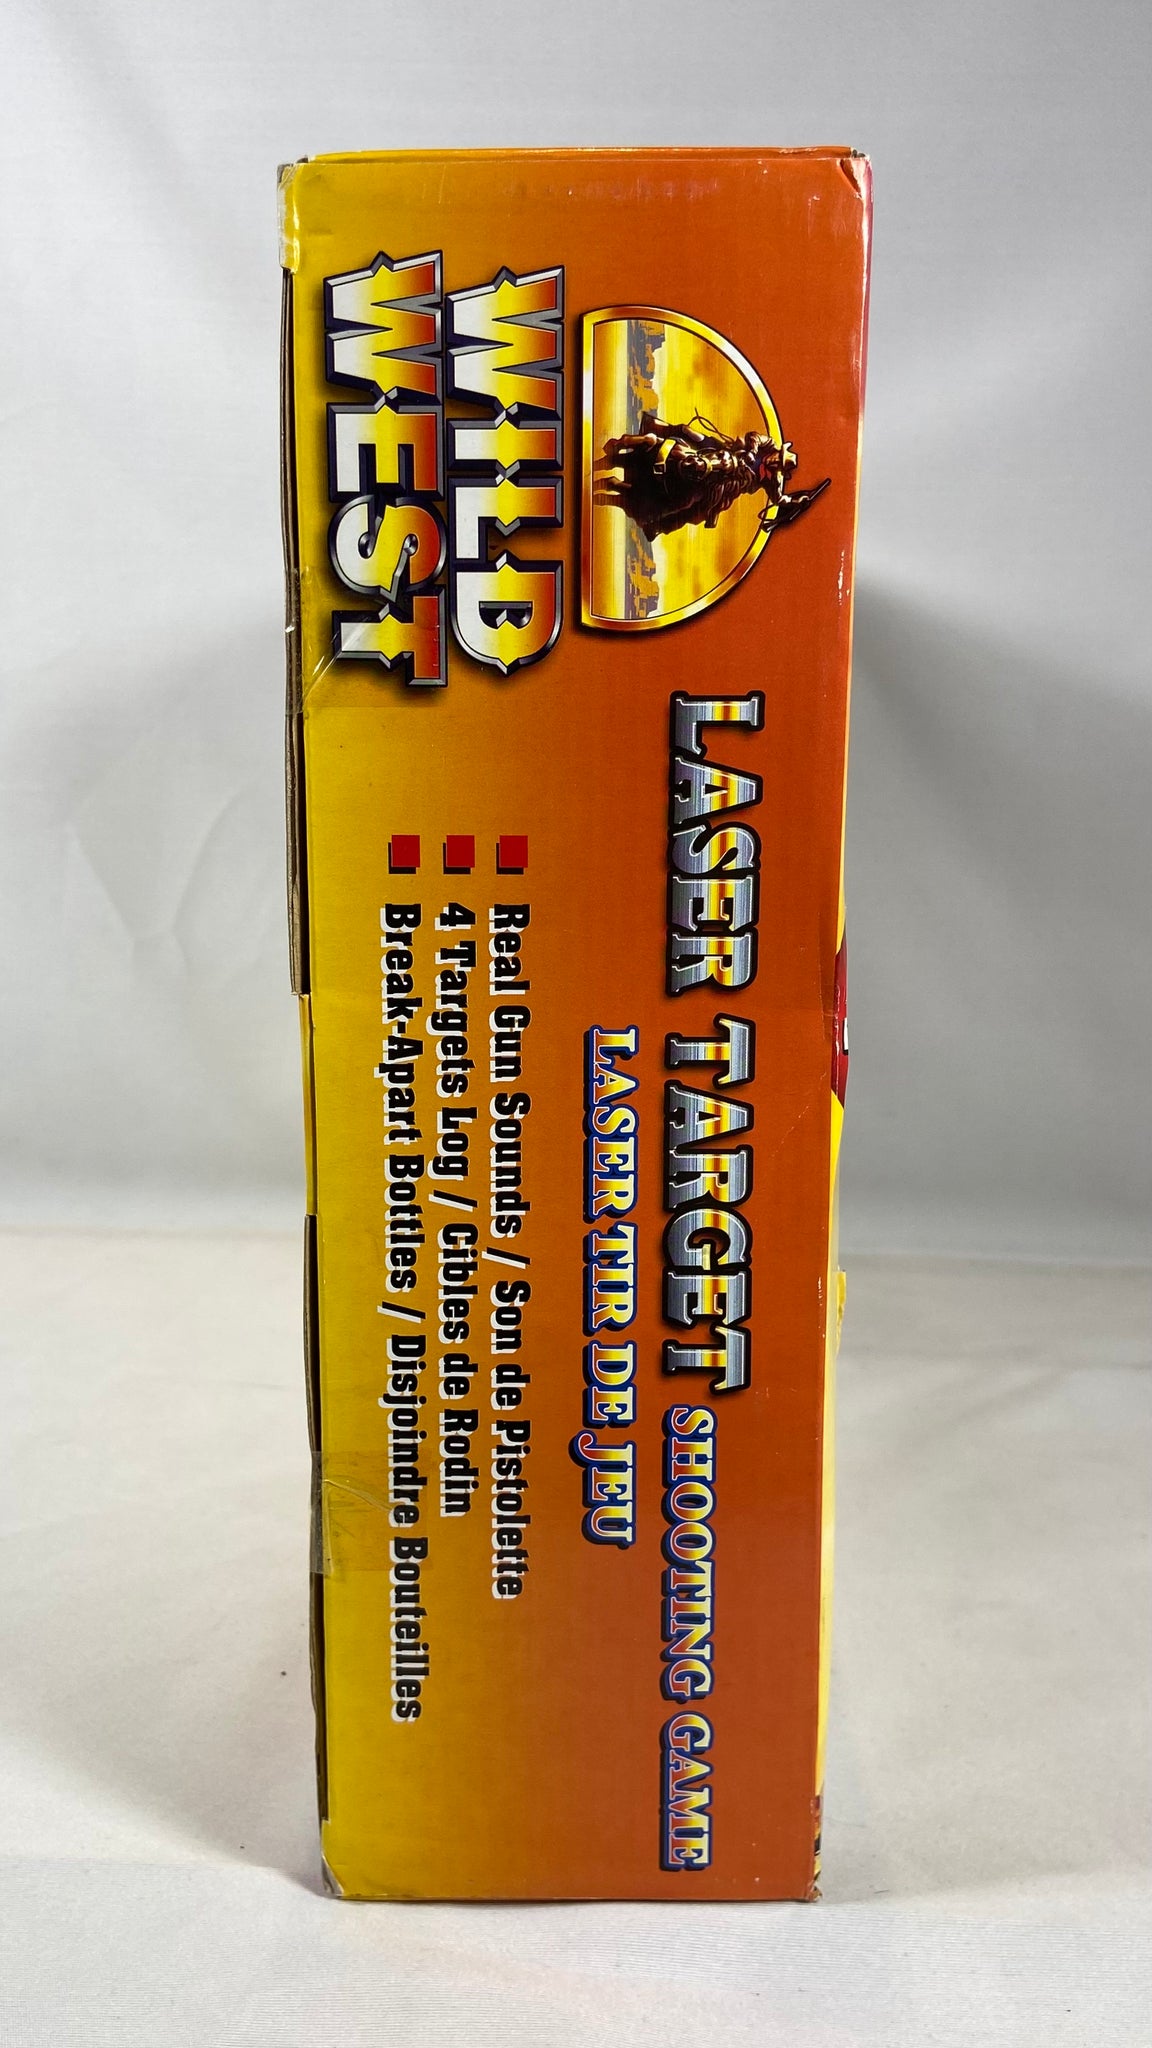 WILD
WEST
LASER TARGET SHOOTING GAME
LASER TIR DE JEU
Real Gun Sounds / Son de Pistolette
4 Targets Log / Cibles de Rodin
Break-Apart Bottles / Disjoindre Bouteilles